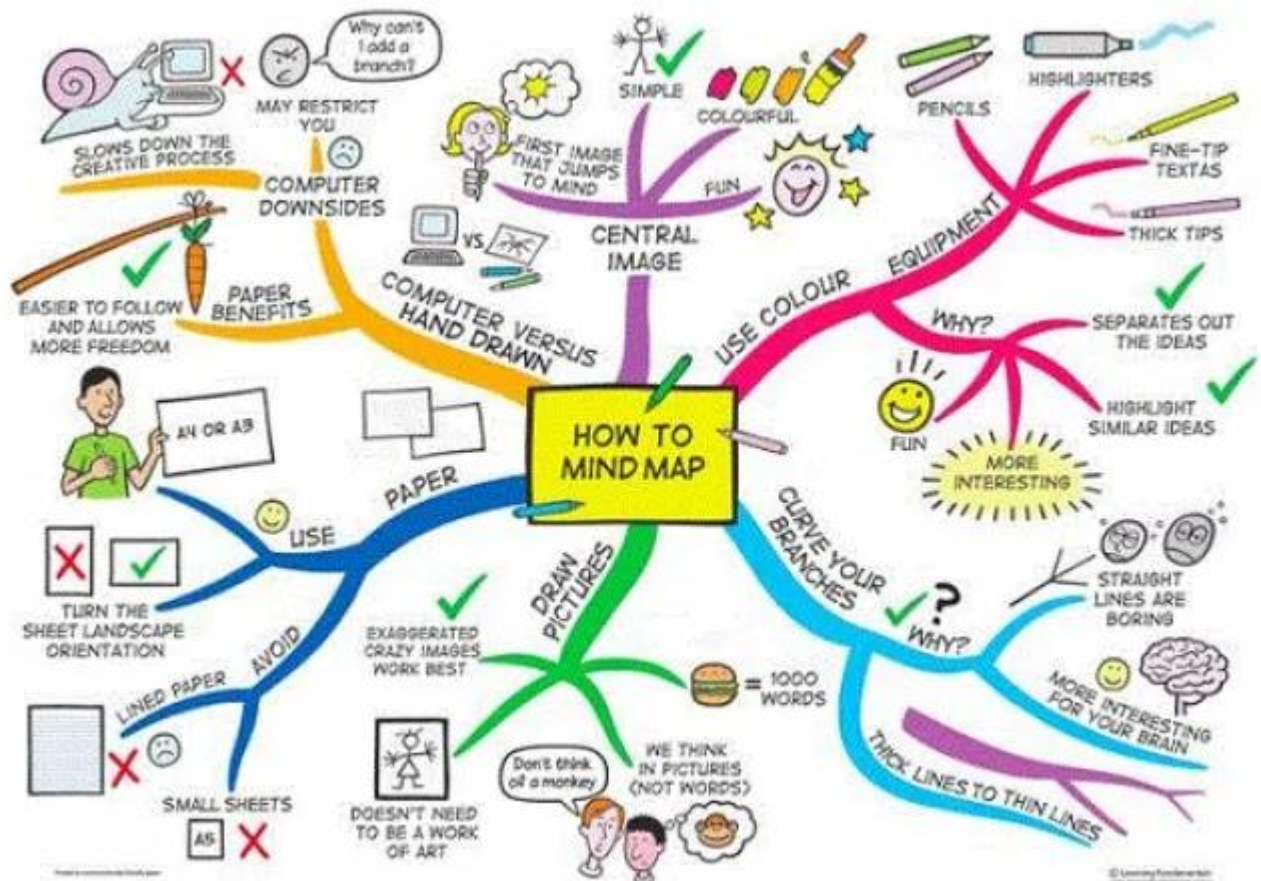 Why can't
I add a
branch?
MAY RESTRICT
YOU
SLOWS DOWN THE
CREATIVE PROCESS
COMPUTER
DOWNSIDES
PAPER
BENEFITS
EASIER TO FOLLOW
AND ALLOWS
MORE FREEDOM
VS
COMPUTER VERSUS
HAND DRAWN
FIRST IMAGE
THAT JUMPS
TO MIND
SIMPLE
COLOURFUL
FUN
CENTRAL
IMAGE
USE COLOUR
EQUIPMENT
PENCILS
HIGHLIGHTERS
FINE-TIP
TEXTAS
THICK TIPS
WHY?
SEPARATES OUT
THE IDEAS
HIGHLIGHT
SIMILAR IDEAS
MORE
INTERESTING
FUN
HOW TO
MIND MAP
CURVE YOUR
BRANCHES
?
WHY?
STRAIGHT
LINES ARE
BORING
MORE INTERESTING
FOR YOUR BRAIN
THICK LINES TO THIN LINES
DRAW
PICTURES
EXAGGERATED
CRAZY IMAGES
WORK BEST
= 1000
WORDS
WE THINK
IN PICTURES
(NOT WORDS)
Don't think
of a monkey
DOESN'T NEED
TO BE A WORK
OF ART
PAPER
USE
A4 OR A3
TURN THE
SHEET LANDSCAPE
ORIENTATION
AVOID
LINED PAPER
SMALL SHEETS
A5
© Learning Fundamentals